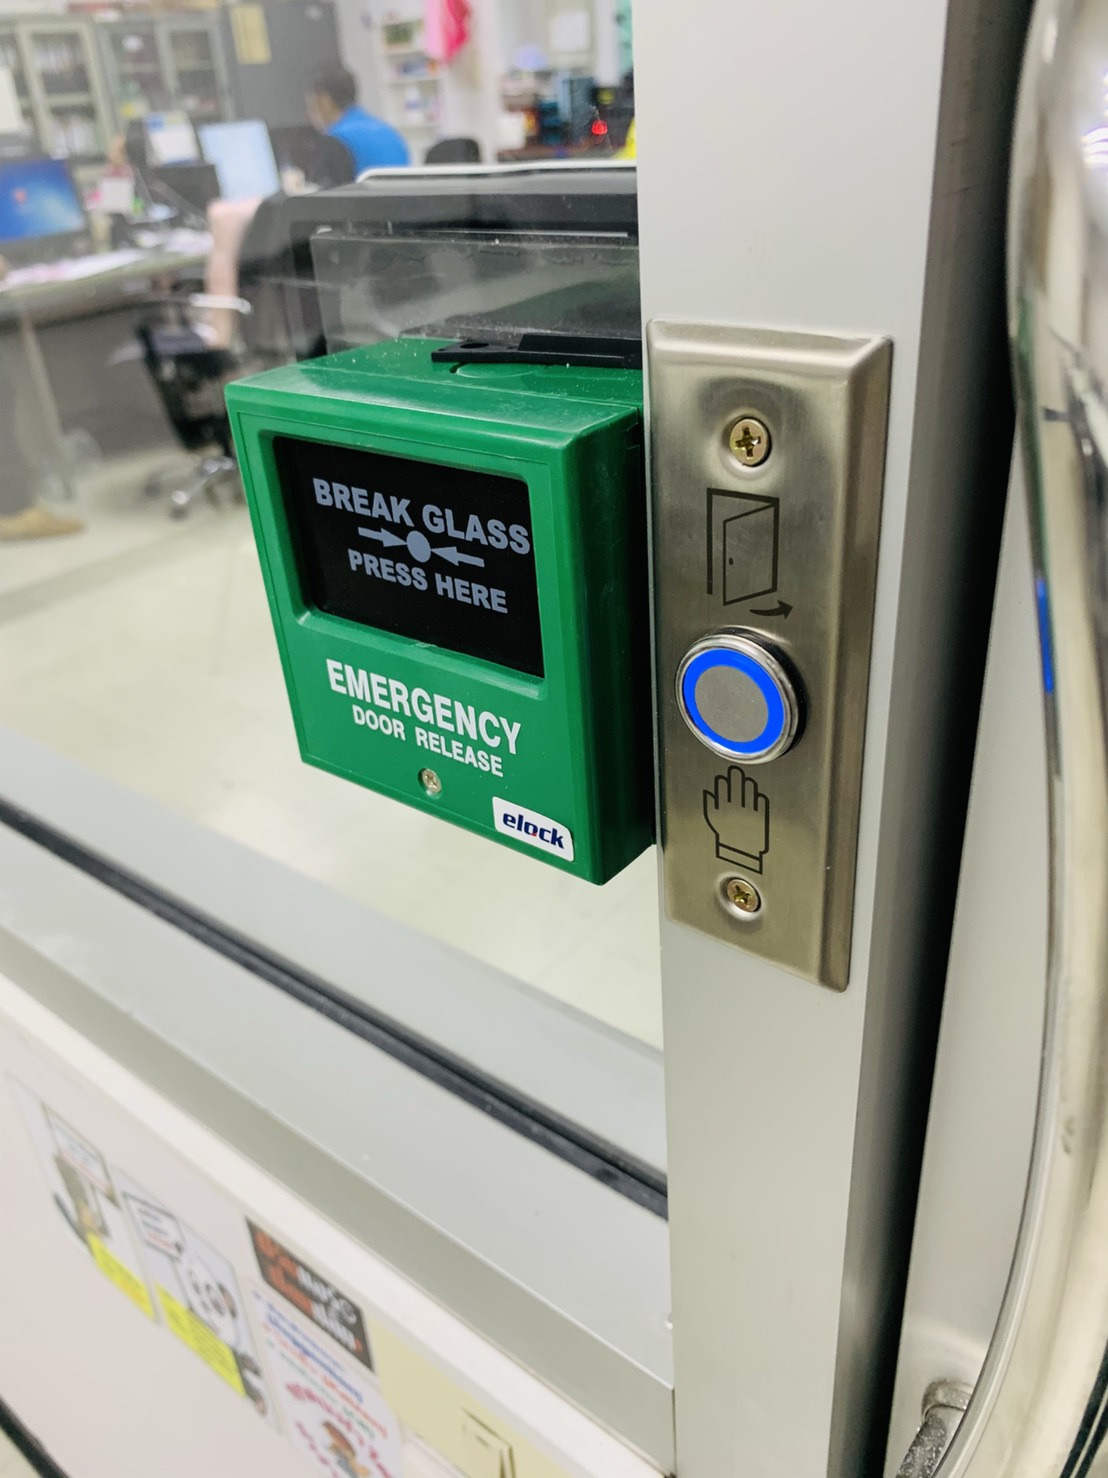 BREAK GLASS
PRESS HERE
EMERGENCY
DOOR RELEASE
elock